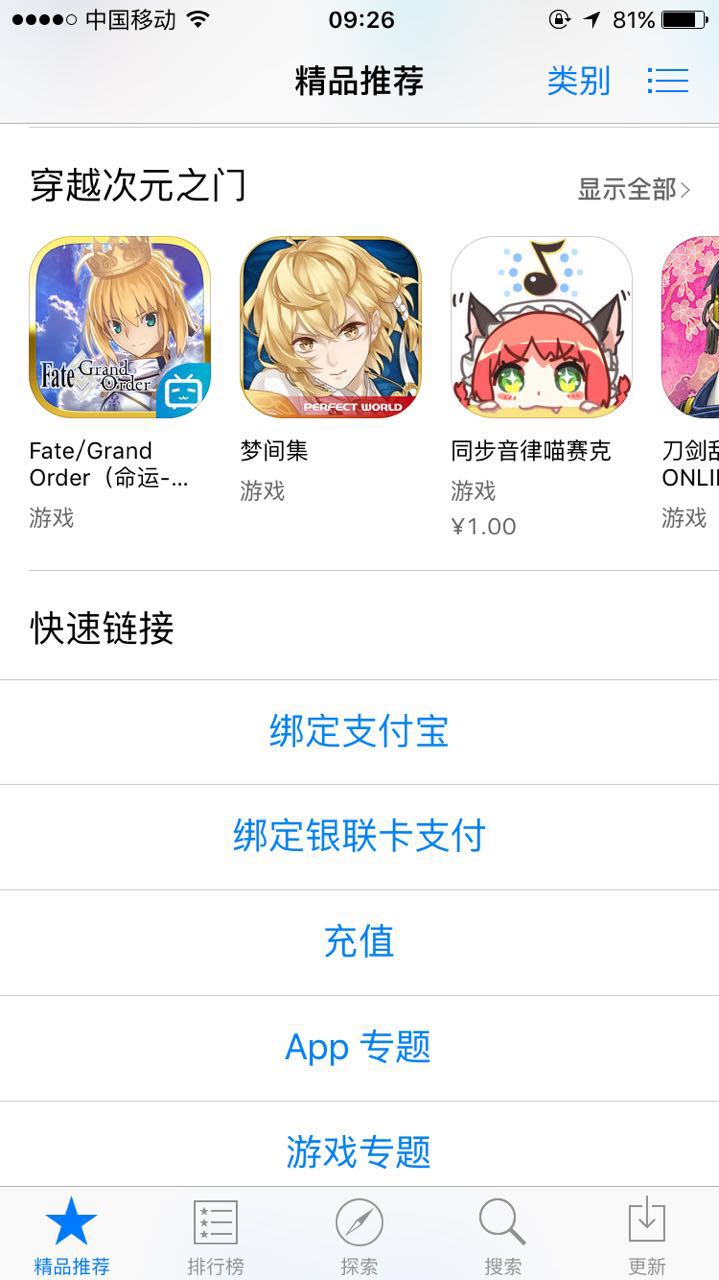 中国移动 09:26 81%
精品推荐 类别
穿越次元之门 显示全部
Fate Grand Order
PERFECT WORLD
Fate/Grand
Order（命运-...
游戏
梦间集
游戏
同步音律喵赛克
游戏
¥1.00
刀剑乱
ONLI
游戏
快速链接
绑定支付宝
绑定银联卡支付
充值
App 专题
游戏专题
精品推荐 排行榜 探索 搜索 更新